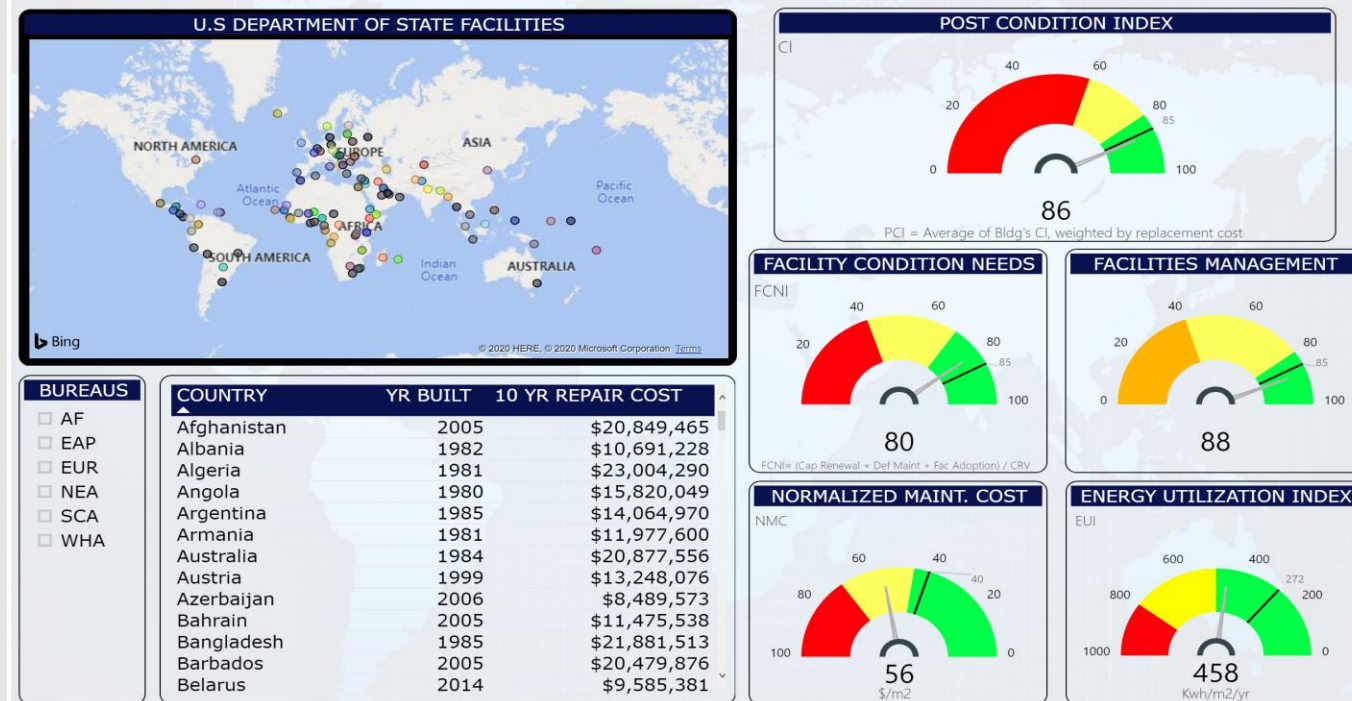 U.S DEPARTMENT OF STATE FACILITIES
NORTH AMERICA
EUROPE
ASIA
Atlantic
Ocean
Pacific
Ocean
AFRICA
SOUTH AMERICA
Indian
Ocean
AUSTRALIA
Bing
© 2020 HERE, © 2020 Microsoft Corporation Terms
POST CONDITION INDEX
CI
0
20
40
60
80
85
100
86
PCI = Average of Bldg's CI, weighted by replacement cost
FACILITY CONDITION NEEDS
FCNI
0
20
40
60
80
85
100
80
FCNI= (Cap Renewal + Def Maint + Fac Adoption) / CRV
FACILITIES MANAGEMENT
0
20
40
60
80
85
100
88
BUREAUS
AF
EAP
EUR
NEA
SCA
WHA
COUNTRY YR BUILT 10 YR REPAIR COST
Afghanistan 2005 $20,849,465
Albania 1982 $10,691,228
Algeria 1981 $23,004,290
Angola 1980 $15,820,049
Argentina 1985 $14,064,970
Armania 1981 $11,977,600
Australia 1984 $20,877,556
Austria 1999 $13,248,076
Azerbaijan 2006 $8,489,573
Bahrain 2005 $11,475,538
Bangladesh 1985 $21,881,513
Barbados 2005 $20,479,876
Belarus 2014 $9,585,381
NORMALIZED MAINT. COST
NMC
100
80
60
40
40
20
0
56
$/m2
ENERGY UTILIZATION INDEX
EUI
1000
800
600
400
272
200
0
458
Kwh/m2/yr